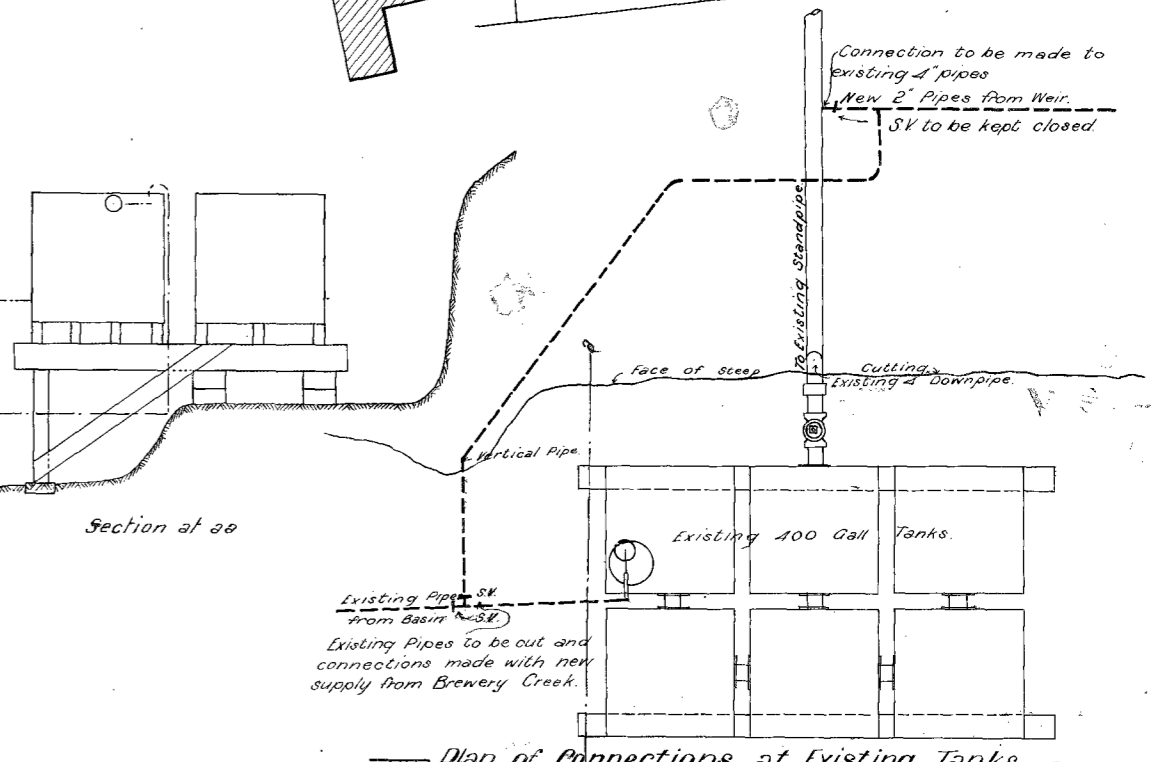 Connection to be made to
existing 4" pipes
New 2" Pipes from Weir.
S.V. to be kept closed.
To Existing Standpipe
Face of Steep
Cutting.
Existing 4" Downpipe.
Vertical Pipe.
Section at aa
Existing 400 Gall Tanks.
Existing Pipe S.V.
from Basin S.V.
Existing Pipes to be cut and
connections made with new
supply from Brewery Creek.
Plan of Connections at Existing Tanks